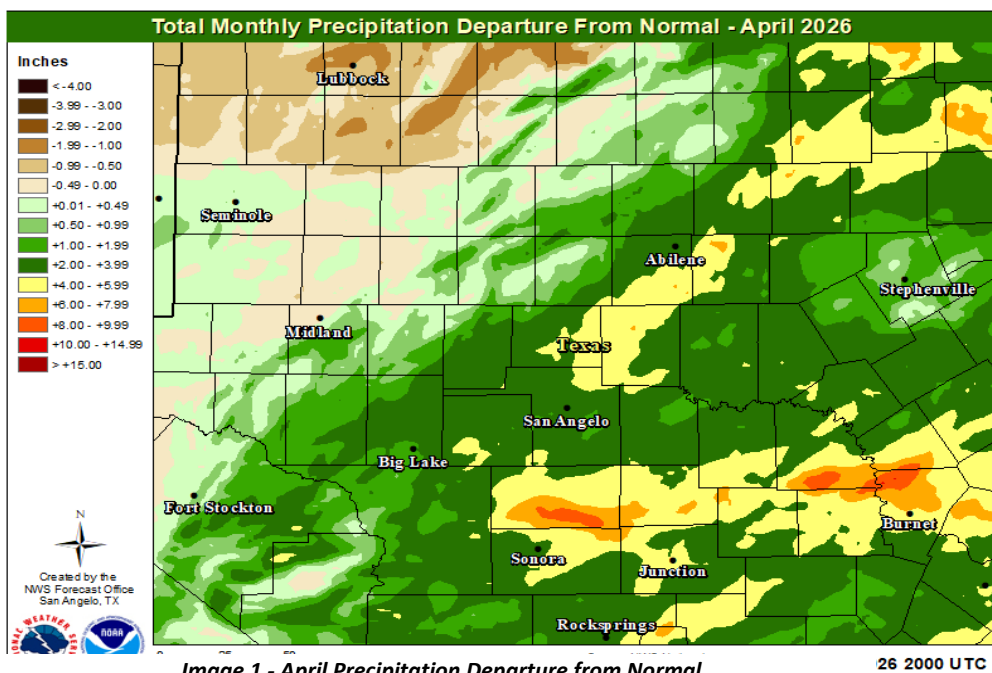 Total Monthly Precipitation Departure From Normal - April 2026
Inches
< -4.00
-3.99 - -3.00
-2.99 - -2.00
-1.99 - -1.00
-0.99 - -0.50
-0.49 - 0.00
+0.01 - +0.49
+0.50 - +0.99
+1.00 - +1.99
+2.00 - +3.99
+4.00 - +5.99
+6.00 - +7.99
+8.00 - +9.99
+10.00 - +14.99
> +15.00
Lubbock
Seminole
Abilene
Stephenville
Midland
Texas
San Angelo
Big Lake
Fort Stockton
Burnet
Sonora
Junction
Rocksprings
N
Created by the
NWS Forecast Office
San Angelo, TX
NOAA
Image 1 - April Precipitation Departure from Normal
26 2000 UTC